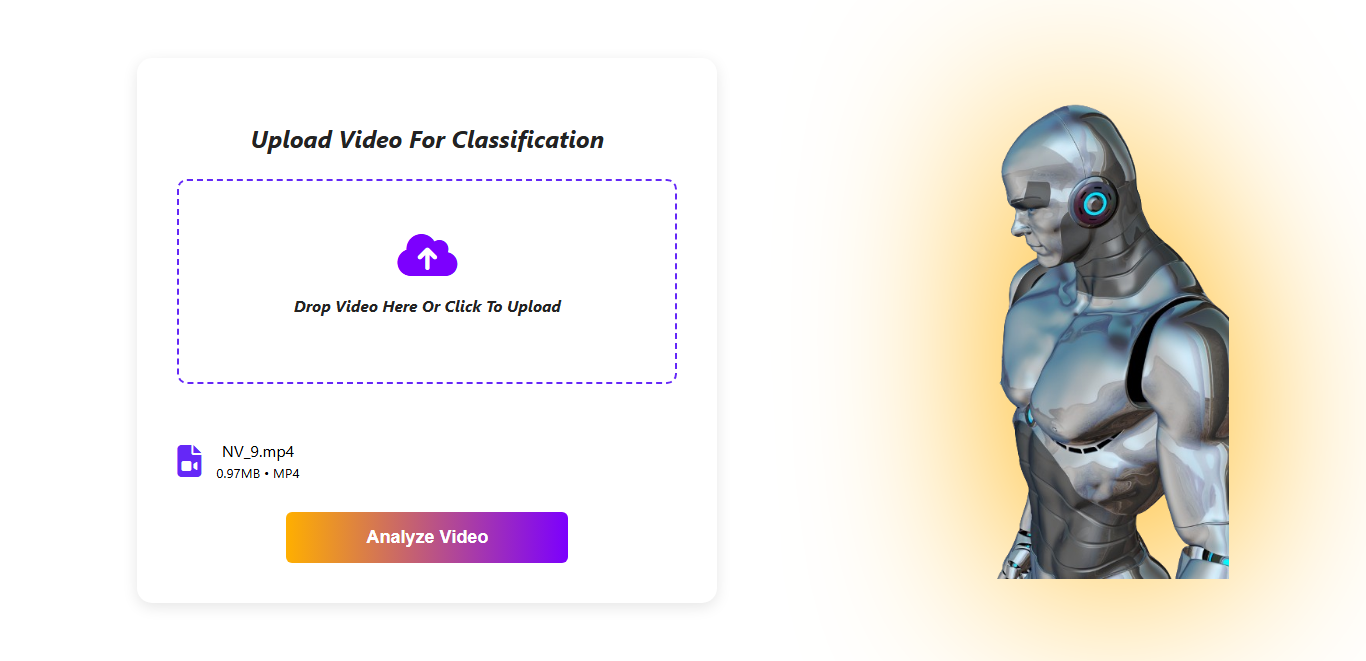 Upload Video For Classification
Drop Video Here Or Click To Upload
NV_9.mp4
0.97MB • MP4
Analyze Video